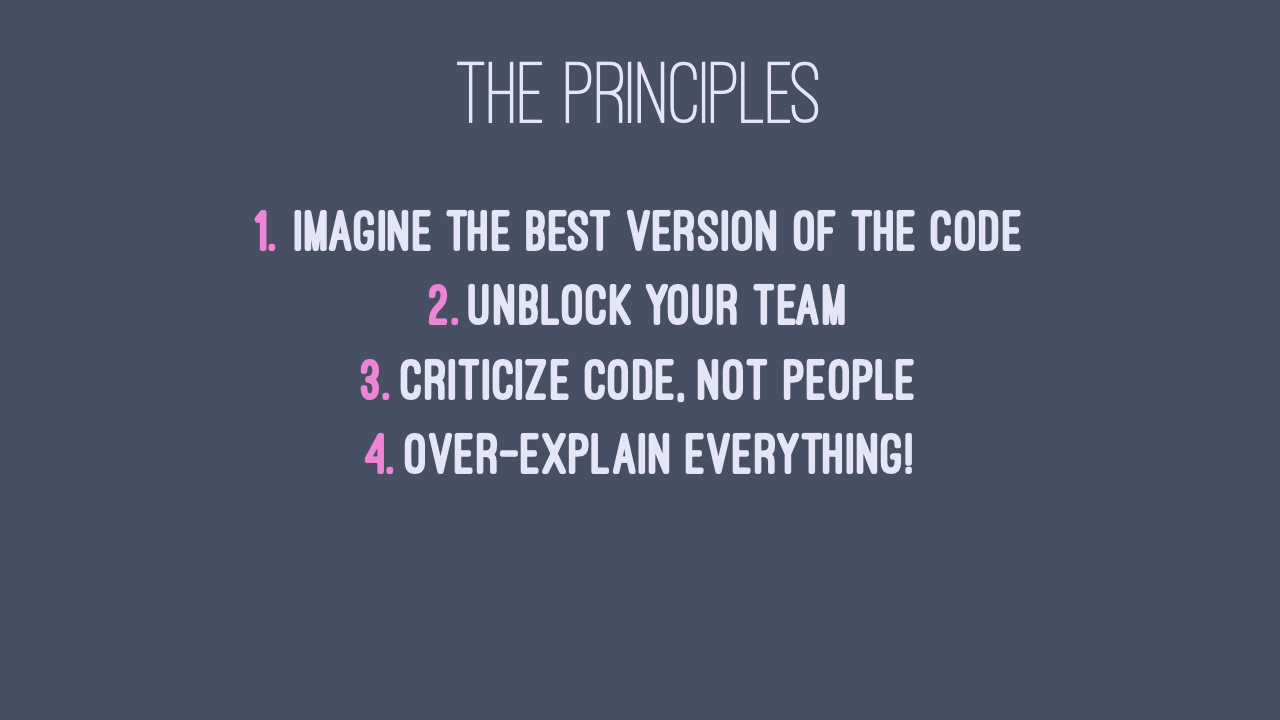 THE PRINCIPLES
1. IMAGINE THE BEST VERSION OF THE CODE
2. UNBLOCK YOUR TEAM
3. CRITICIZE CODE, NOT PEOPLE
4. OVER-EXPLAIN EVERYTHING!